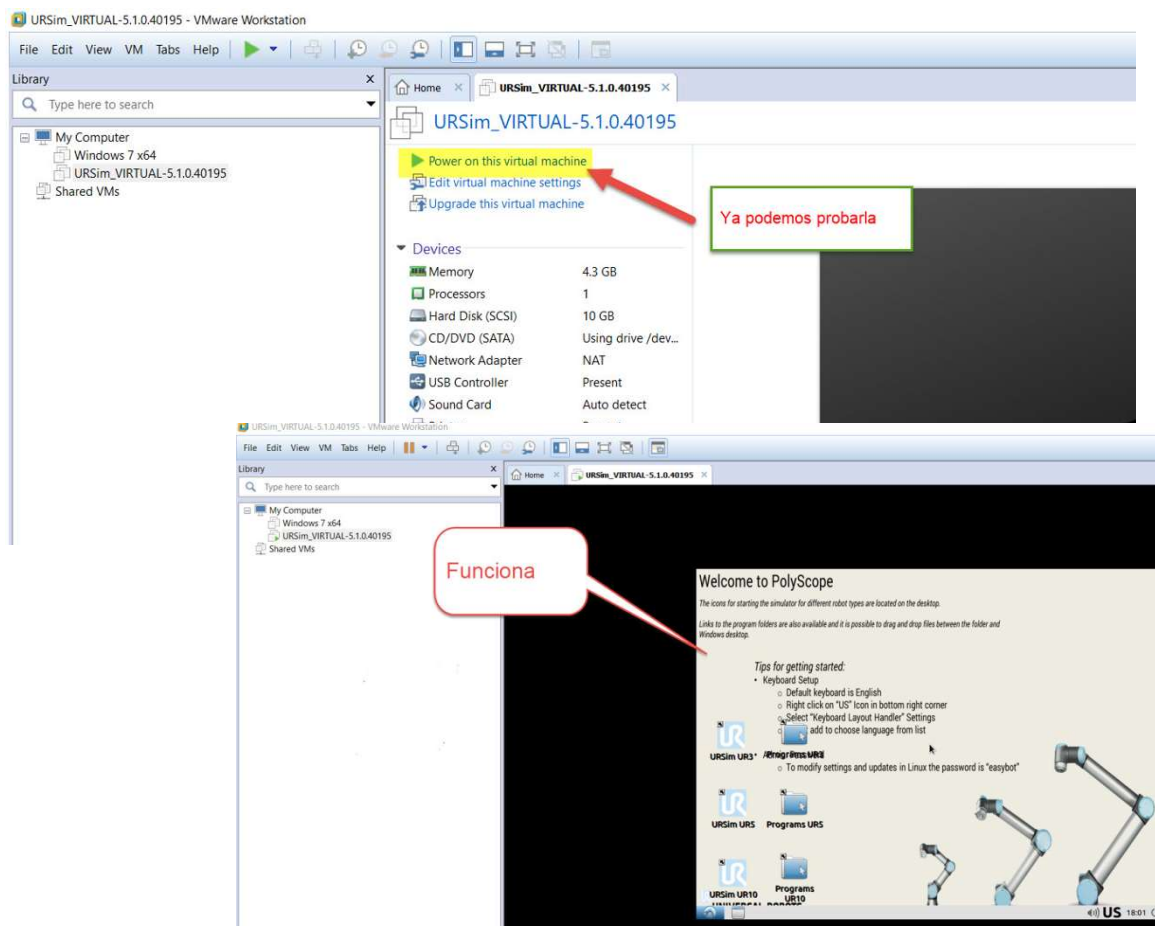 URSim_VIRTUAL-5.1.0.40195 - VMware Workstation
File Edit View VM Tabs Help
Library X
Home × URSim_VIRTUAL-5.1.0.40195 ×
Type here to search
URSim_VIRTUAL-5.1.0.40195
My Computer
Windows 7 x64
URSim_VIRTUAL-5.1.0.40195
Shared VMs
Power on this virtual machine
Edit virtual machine settings
Upgrade this virtual machine
Ya podemos probarla
Devices
Memory 4.3 GB
Processors 1
Hard Disk (SCSI) 10 GB
CD/DVD (SATA) Using drive /dev...
Network Adapter NAT
USB Controller Present
Sound Card Auto detect
URSim_VIRTUAL-5.1.0.40195 - VMware Workstation
File Edit View VM Tabs Help
Library X
Home × URSim_VIRTUAL-5.1.0.40195 ×
Type here to search
My Computer
Windows 7 x64
URSim_VIRTUAL-5.1.0.40195
Shared VMs
Funciona
Welcome to PolyScope
The icons for starting the simulator for different robot types are located on the desktop.
Links to the program folders are also available and it is possible to drag and drop files between the folder and
Windows desktop.
Tips for getting started:
• Keyboard Setup
o Default keyboard is English
o Right click on "US" Icon in bottom right corner
o Select "Keyboard Layout Handler" Settings
add to choose language from list
URSim UR3 Programs UR3
o To modify settings and updates in Linux the password is "easybot"
URSim UR5 Programs UR5
URSim UR10 Programs
UR10
UNIVERSAL ROBOTS
US 18:01